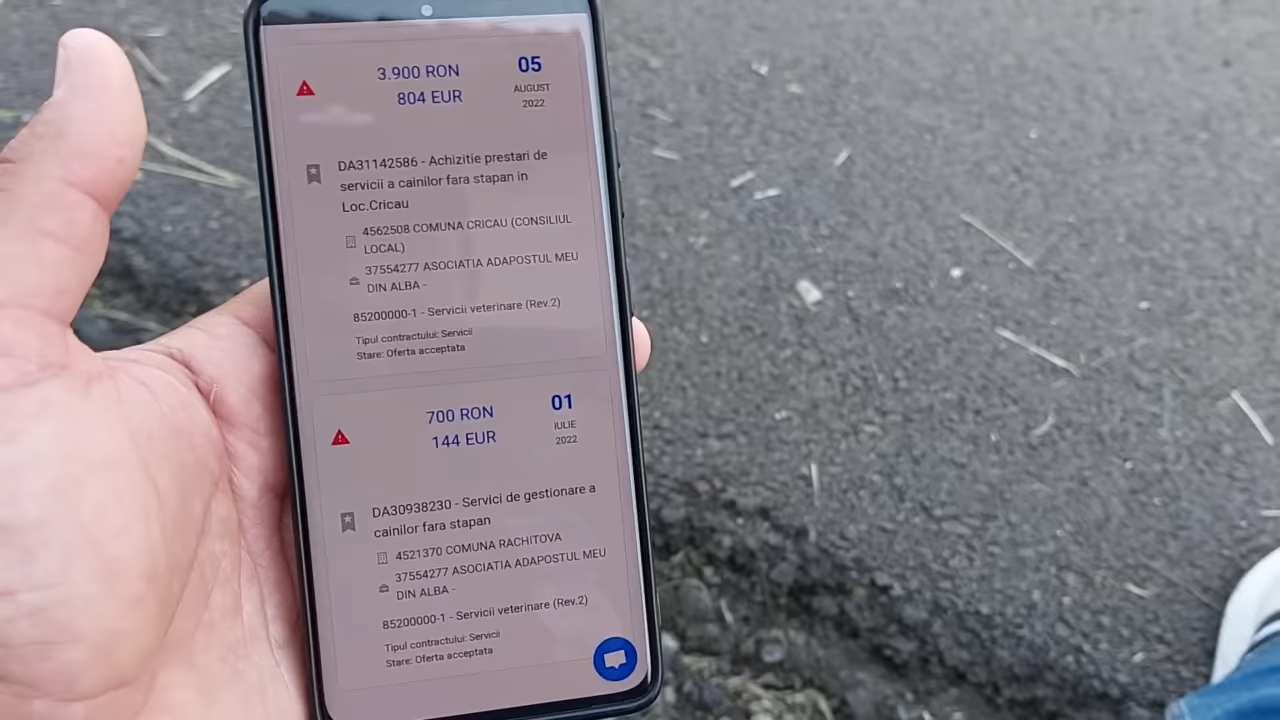 3.900 RON
804 EUR
05
AUGUST
2022
DA31142586 - Achizitie prestari de
servicii a cainilor fara stapan in
Loc.Cricau
4562508 COMUNA CRICAU (CONSILIUL
LOCAL)
37554277 ASOCIATIA ADAPOSTUL MEU
DIN ALBA -
85200000-1 - Servicii veterinare (Rev.2)
Tipul contractului: Servicii
Stare: Oferta acceptata
700 RON
144 EUR
01
IULIE
2022
DA30938230 - Servici de gestionare a
cainilor fara stapan
4521370 COMUNA RACHITOVA
37554277 ASOCIATIA ADAPOSTUL MEU
DIN ALBA -
85200000-1 - Servicii veterinare (Rev.2)
Tipul contractului: Servicii
Stare: Oferta acceptata